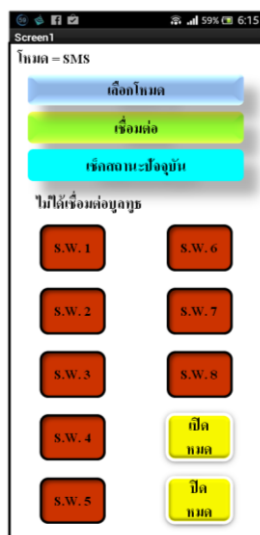 59% 6:15
Screen1
โหมด = SMS
เลือกโหมด
เชื่อมต่อ
เช็คสถานะปัจจุบัน
ไม่ได้เชื่อมต่อบูลทูธ
S.W. 1
S.W. 6
S.W. 2
S.W. 7
S.W. 3
S.W. 8
S.W. 4
เปิด
หมด
S.W. 5
ปิด
หมด